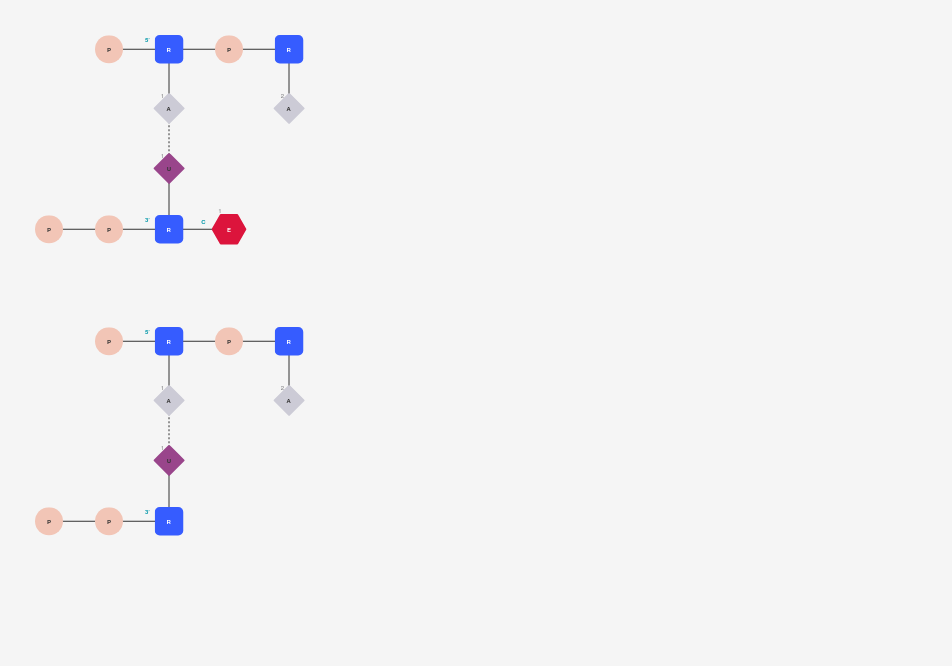 5' 
P R P R
1 2
A A
1
U
3' C 1
P P R E
5'
P R P R
1 2
A A
1
U
3'
P P R